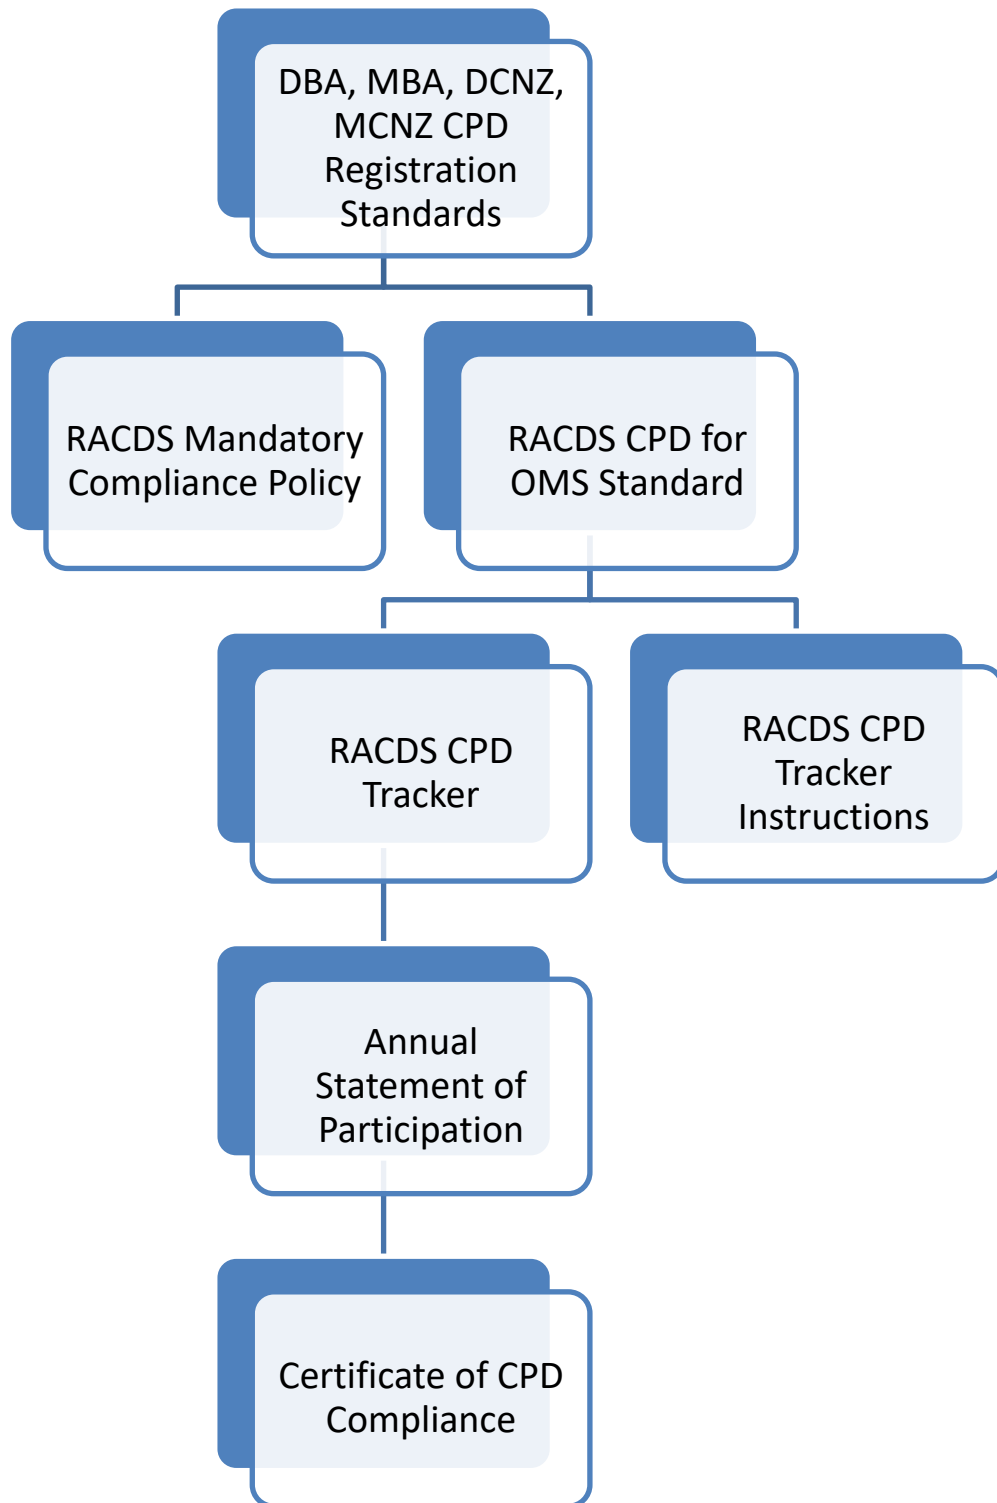 DBA, MBA, DCNZ,
MCNZ CPD
Registration
Standards
RACDS Mandatory
Compliance Policy
RACDS CPD for
OMS Standard
RACDS CPD
Tracker
RACDS CPD
Tracker
Instructions
Annual
Statement of
Participation
Certificate of CPD
Compliance